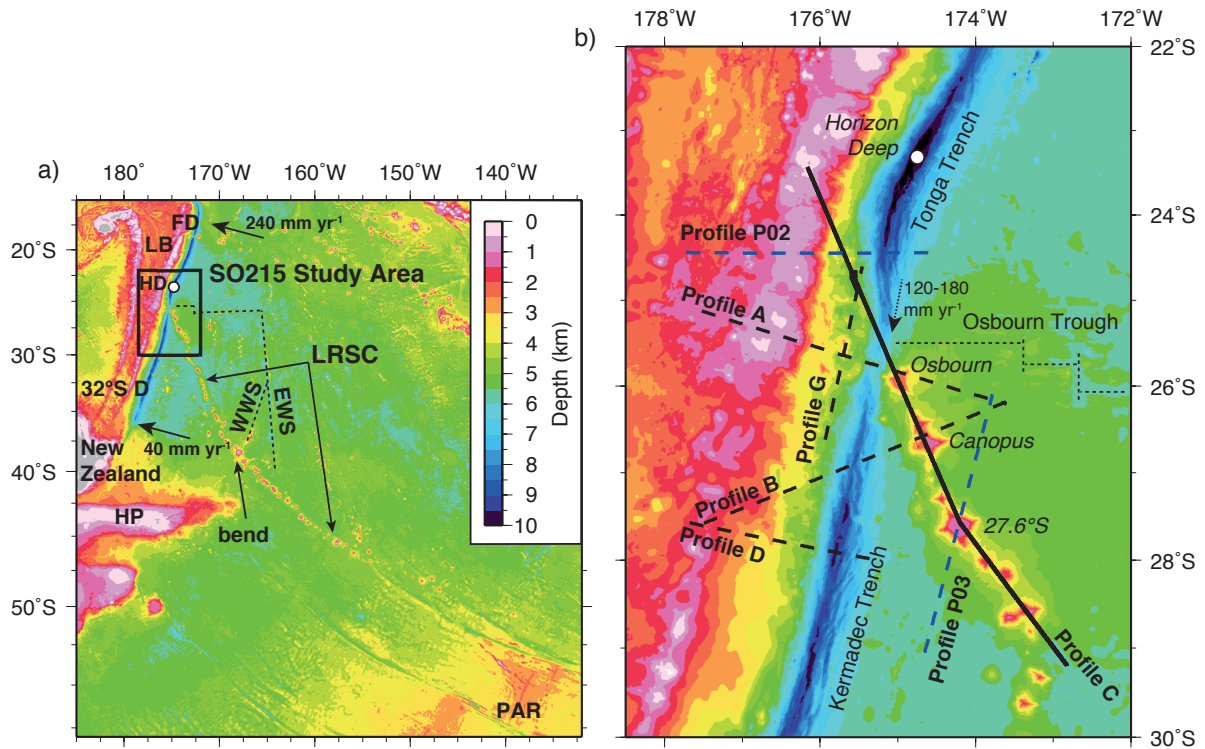 a)
180˚ 170˚W 160˚W 150˚W 140˚W
20˚S
30˚S
40˚S
50˚S
FD
240 mm yr-1
LB
SO215 Study Area
HD
LRSC
32°S D
WWS
EWS
40 mm yr-1
New
Zealand
HP
bend
PAR
Depth (km)
0
1
2
3
4
5
6
7
8
9
10
b)
178˚W 176˚W 174˚W 172˚W
22˚S
24˚S
26˚S
28˚S
30˚S
Horizon
Deep
Tonga Trench
Profile P02
120-180
mm yr-1
Profile A
Osbourn Trough
Osbourn
Profile G
Canopus
Profile B
27.6°S
Profile D
Kermadec Trench
Profile P03
Profile C